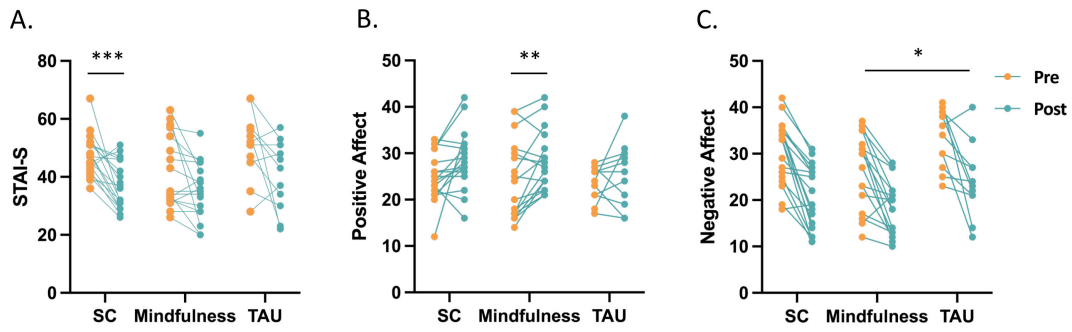 A.
B.
C.
***
**
*
80
60
40
20
0
STAI-S
SC Mindfulness TAU
50
40
30
20
10
0
Positive Affect
SC Mindfulness TAU
50
40
30
20
10
0
Negative Affect
SC Mindfulness TAU
Pre
Post